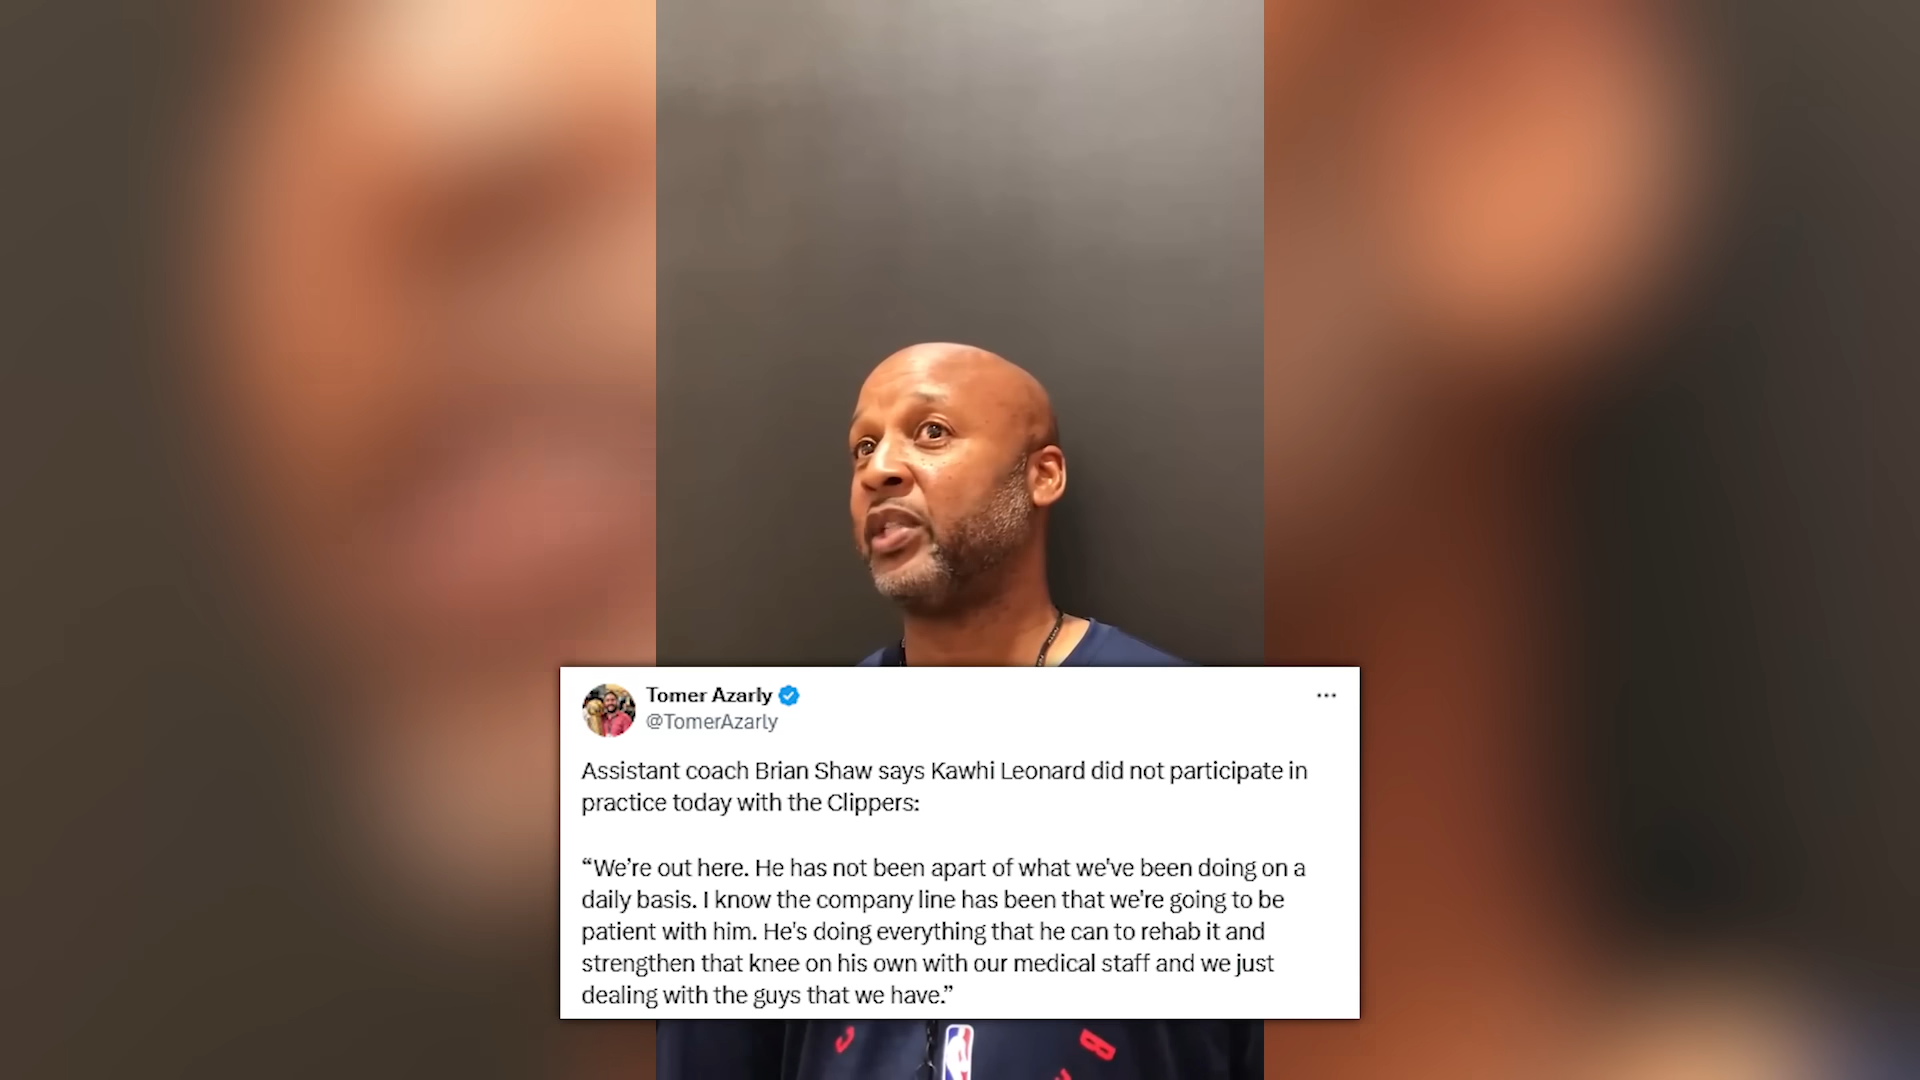 Tomer Azarly
@TomerAzarly
Assistant coach Brian Shaw says Kawhi Leonard did not participate in
practice today with the Clippers:
“We’re out here. He has not been apart of what we've been doing on a
daily basis. I know the company line has been that we're going to be
patient with him. He's doing everything that he can to rehab it and
strengthen that knee on his own with our medical staff and we just
dealing with the guys that we have.”